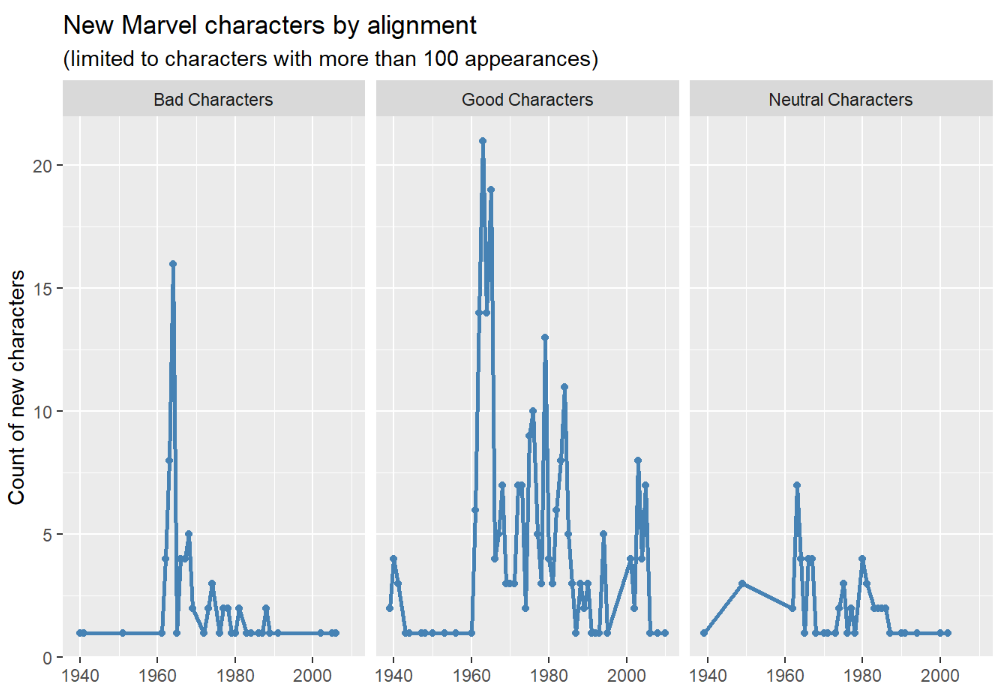 New Marvel characters by alignment
(limited to characters with more than 100 appearances)
Bad Characters
Good Characters
Neutral Characters
Count of new characters
20
15
10
5
0
1940 1960 1980 2000
1940 1960 1980 2000
1940 1960 1980 2000